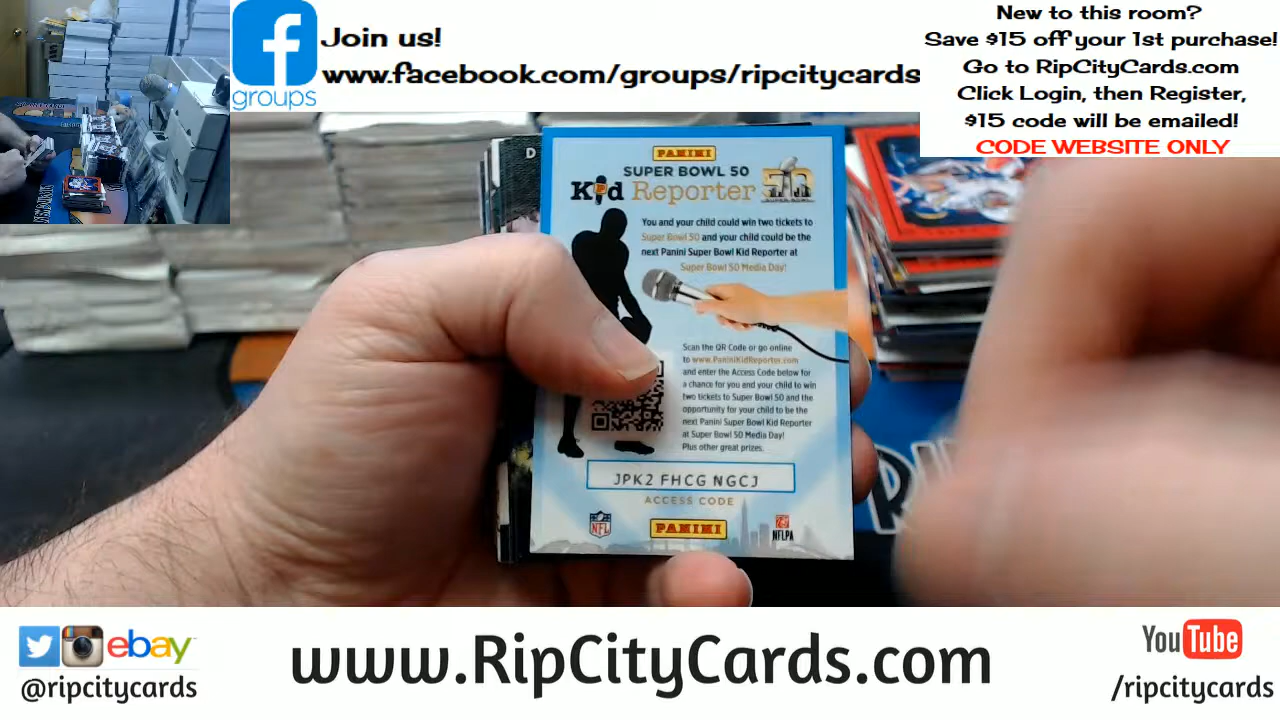 Join us!
www.facebook.com/groups/ripcitycards
groups
New to this room?
Save $15 off your 1st purchase!
Go to RipCityCards.com
Click Login, then Register,
$15 code will be emailed!
CODE WEBSITE ONLY
D
PANINI
SUPER BOWL 50
Kid Reporter
50
You and your child could win two tickets to
Super Bowl 50 and your child could be the
next Panini Super Bowl Kid Reporter at
Super Bowl 50 Media Day!
Scan the QR Code or go online
to www.PaniniKidReporter.com
and enter the Access Code below for
a chance for you and your child to win
two tickets to Super Bowl 50 and the
opportunity for your child to be the
next Panini Super Bowl Kid Reporter
at Super Bowl 50 Media Day!
Plus other great prizes.
JPK2 FHCG NGCJ
ACCESS CODE
NFL
PANINI
NFLPA
ebay
@ripcitycards
www.RipCityCards.com
YouTube
/ripcitycards